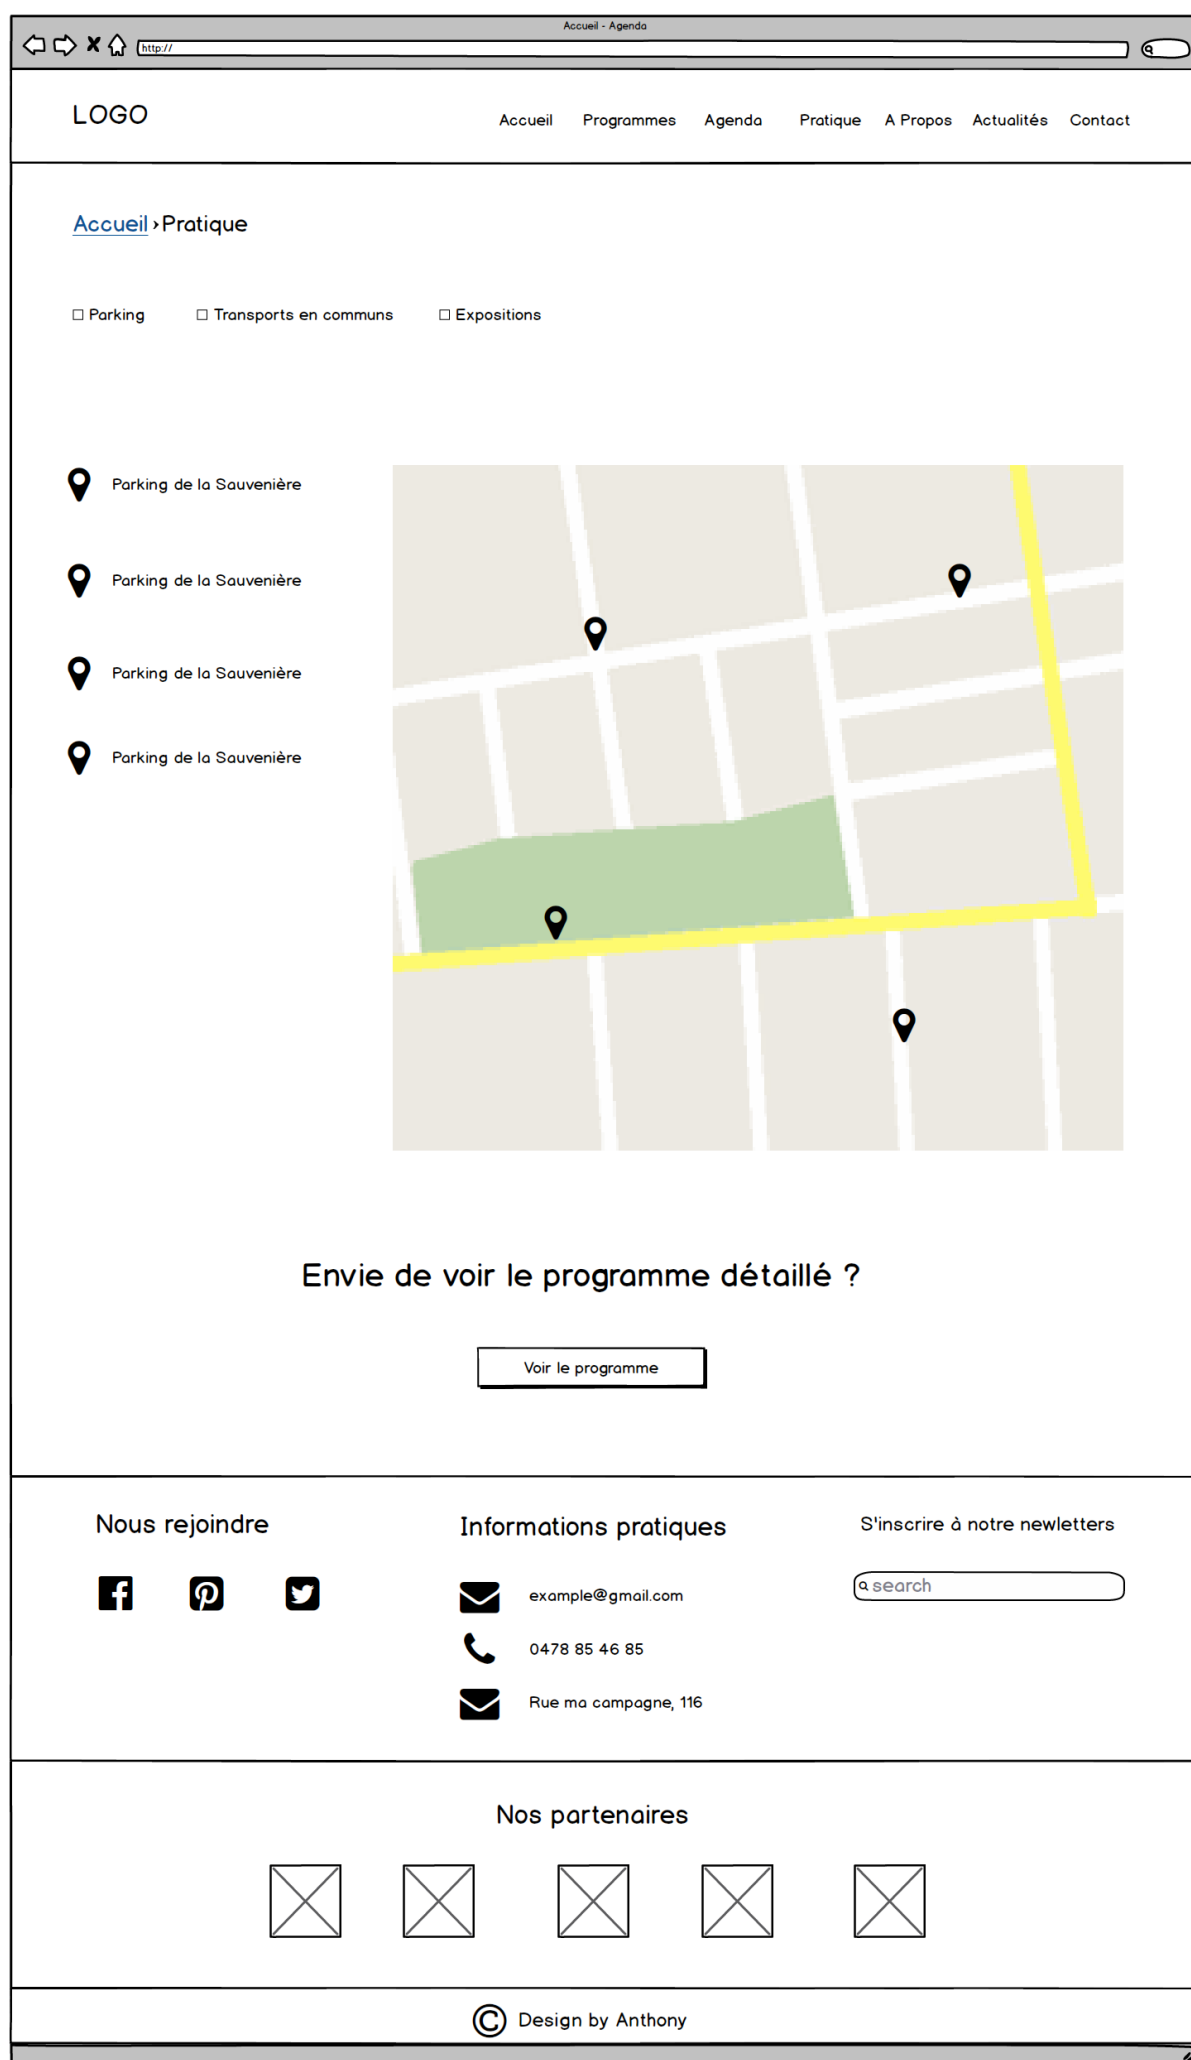 Accueil - Agenda
http://
LOGO
Accueil Programmes Agenda Pratique A Propos Actualités Contact
Accueil › Pratique
Parking Transports en communs Expositions
Parking de la Sauvenière
Parking de la Sauvenière
Parking de la Sauvenière
Parking de la Sauvenière
Envie de voir le programme détaillé ?
Voir le programme
Nous rejoindre
Informations pratiques
example@gmail.com
0478 85 46 85
Rue ma campagne, 116
S'inscrire à notre newletters
search
Nos partenaires
© Design by Anthony